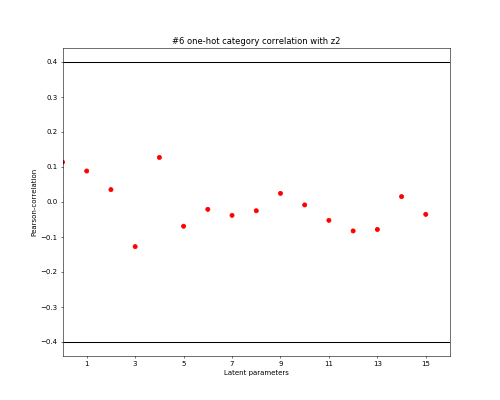 #6 one-hot category correlation with z2
0.4
0.3
0.2
0.1
0.0
−0.1
−0.2
−0.3
−0.4
Pearson-correlation
1 3 5 7 9 11 13 15
Latent parameters